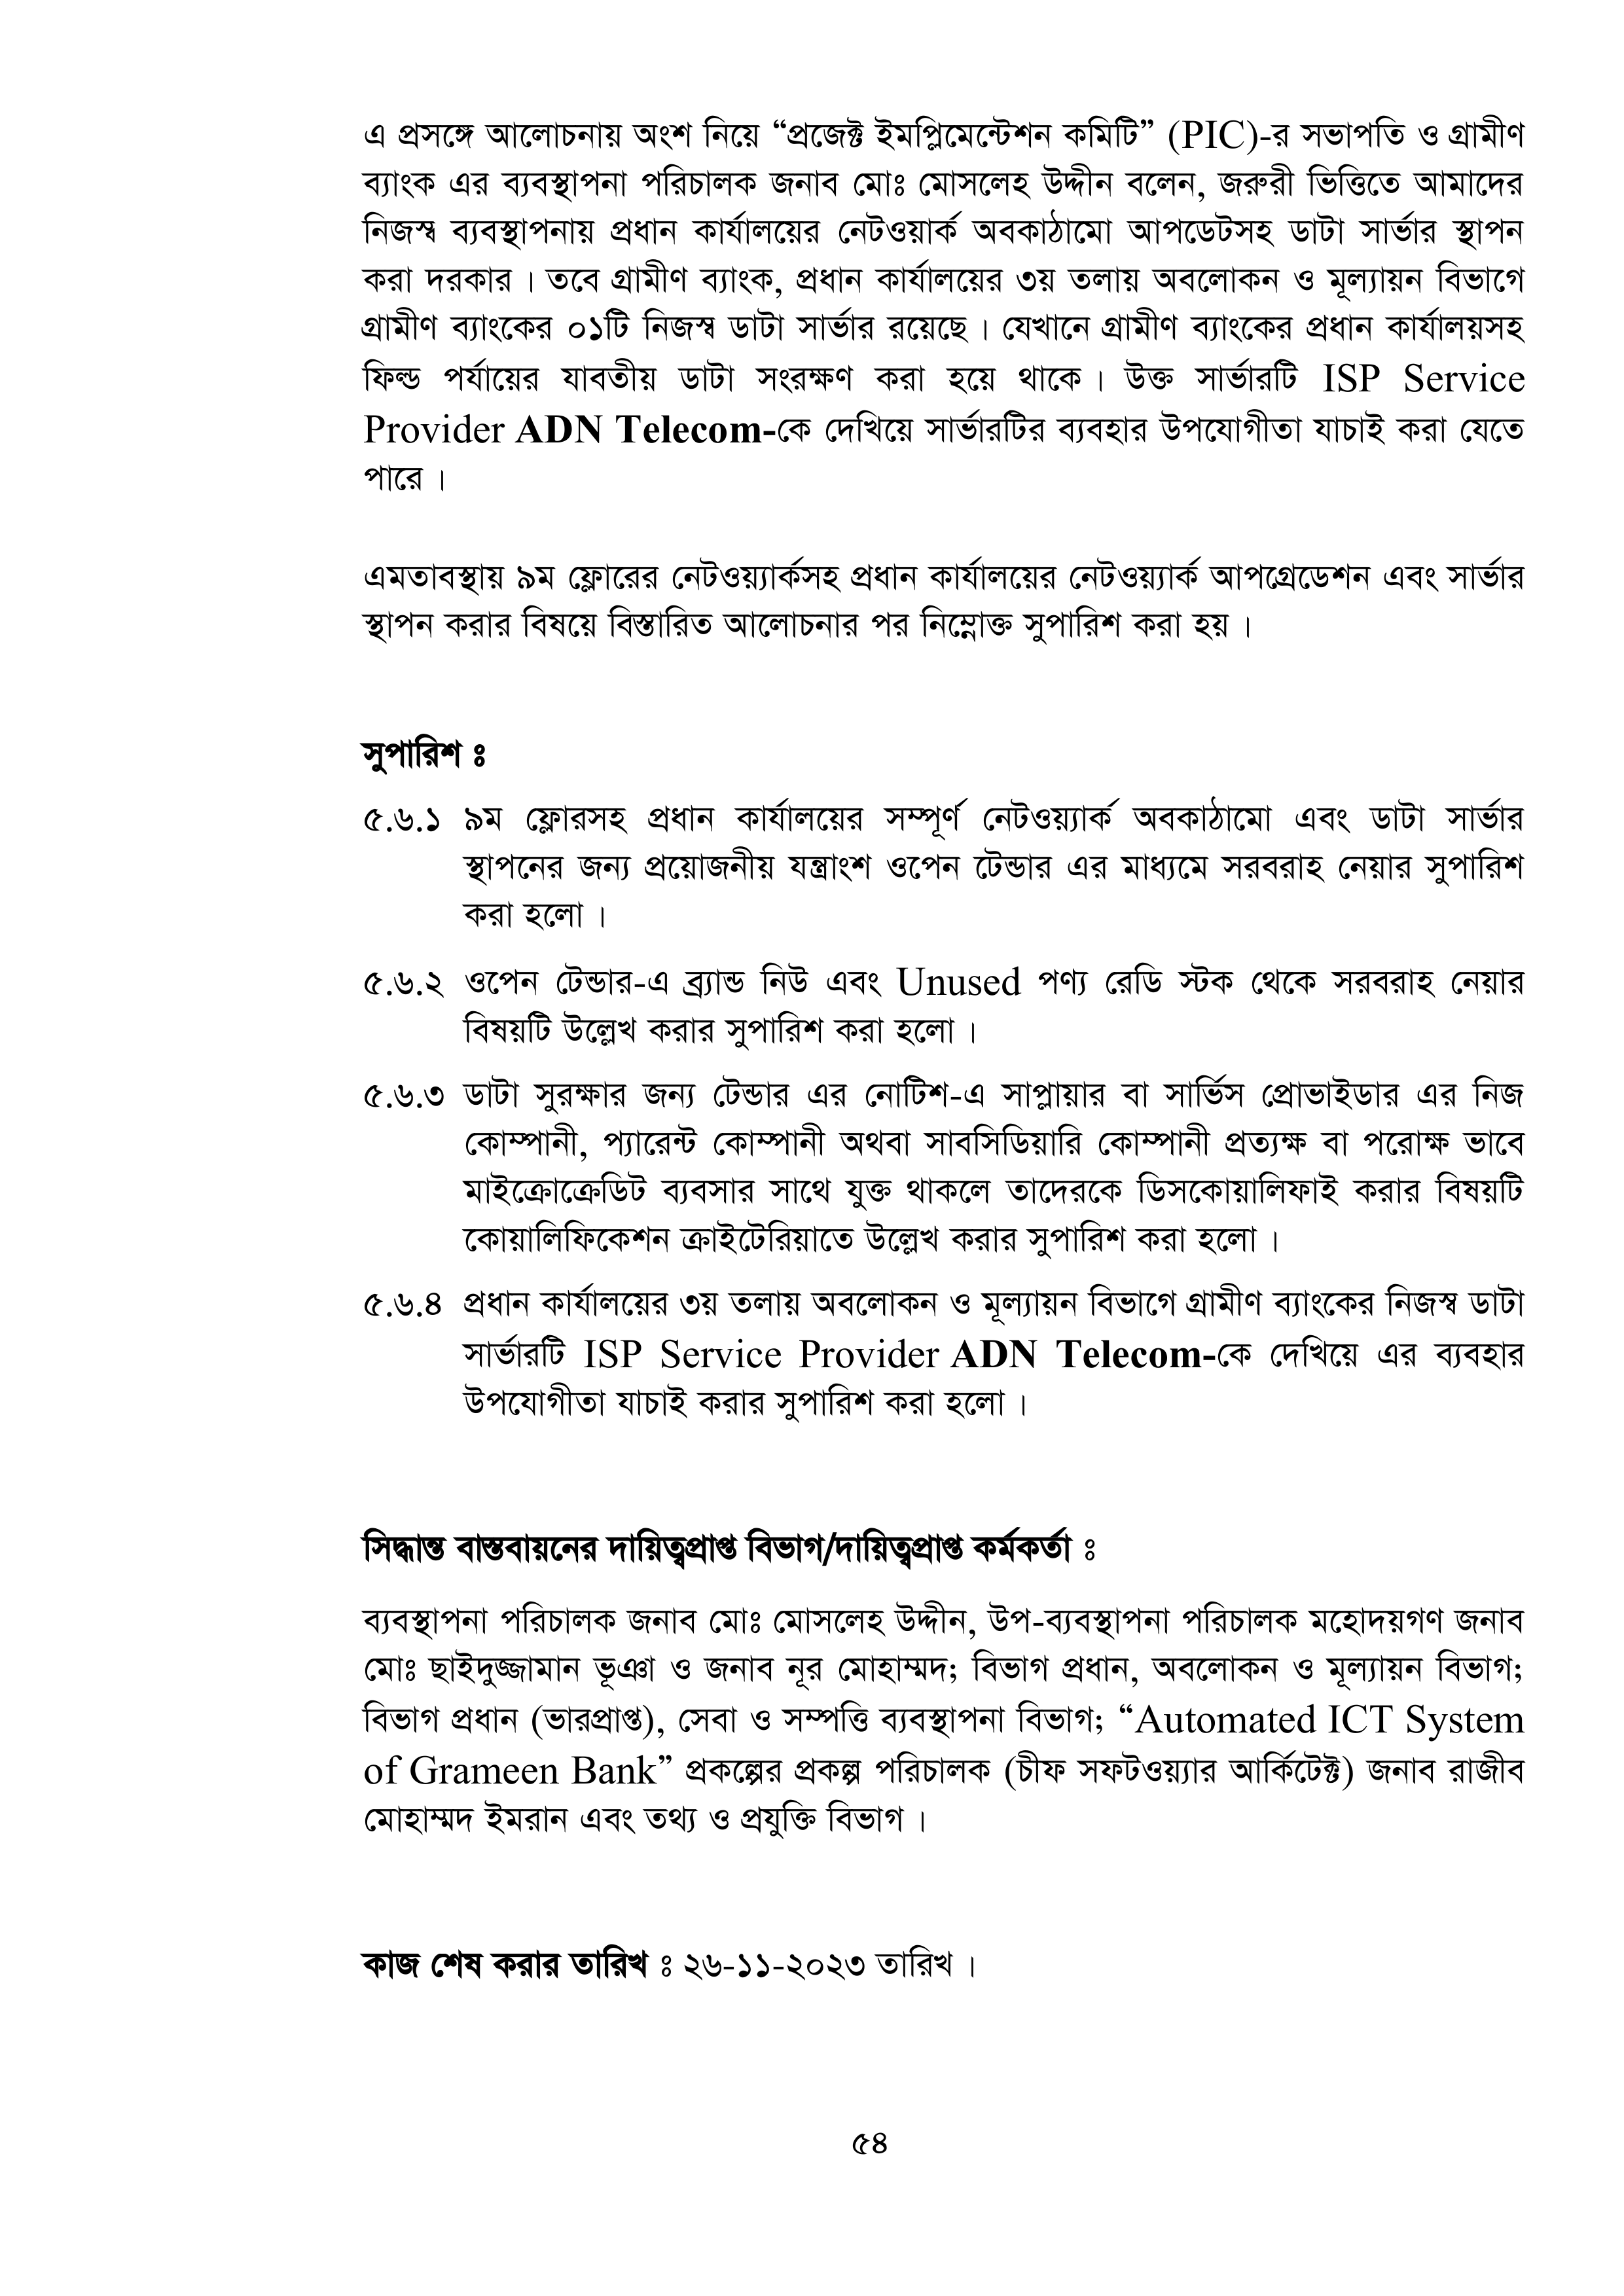 এ প্রসঙ্গে আলোচনায় অংশ নিয়ে “প্রজেক্ট ইমপ্লিমেন্টেশন কমিটি” (PIC)-র সভাপতি ও গ্রামীণ
ব্যাংক এর ব্যবস্থাপনা পরিচালক জনাব মোঃ মোসলেহ উদ্দীন বলেন, জরুরী ভিত্তিতে আমাদের
নিজস্ব ব্যবস্থাপনায় প্রধান কার্যালয়ের নেটওয়ার্ক অবকাঠামো আপডেটসহ ডাটা সার্ভার স্থাপন
করা দরকার। তবে গ্রামীণ ব্যাংক, প্রধান কার্যালয়ের ৩য় তলায় অবলোকন ও মূল্যায়ন বিভাগে
গ্রামীণ ব্যাংকের ০১টি নিজস্ব ডাটা সার্ভার রয়েছে। যেখানে গ্রামীণ ব্যাংকের প্রধান কার্যালয়সহ
ফিল্ড পর্যায়ের যাবতীয় ডাটা সংরক্ষণ করা হয়ে থাকে। উক্ত সার্ভারটি ISP Service
Provider ADN Telecom-কে দেখিয়ে সার্ভারটির ব্যবহার উপযোগীতা যাচাই করা যেতে
পারে।
এমতাবস্থায় ৯ম ফ্লোরের নেটওয়্যার্কসহ প্রধান কার্যালয়ের নেটওয়্যার্ক আপগ্রেডেশন এবং সার্ভার
স্থাপন করার বিষয়ে বিস্তারিত আলোচনার পর নিম্নোক্ত সুপারিশ করা হয়।
সুপারিশ ঃ
৫.৬.১ ৯ম ফ্লোরসহ প্রধান কার্যালয়ের সম্পূর্ণ নেটওয়্যার্ক অবকাঠামো এবং ডাটা সার্ভার
স্থাপনের জন্য প্রয়োজনীয় যন্ত্রাংশ ওপেন টেন্ডার এর মাধ্যমে সরবরাহ নেয়ার সুপারিশ
করা হলো।
৫.৬.২ ওপেন টেন্ডার-এ ব্র্যান্ড নিউ এবং Unused পণ্য রেডি স্টক থেকে সরবরাহ নেয়ার
বিষয়টি উল্লেখ করার সুপারিশ করা হলো।
৫.৬.৩ ডাটা সুরক্ষার জন্য টেন্ডার এর নোটিশ-এ সাপ্লায়ার বা সার্ভিস প্রোভাইডার এর নিজ
কোম্পানী, প্যারেন্ট কোম্পানী অথবা সাবসিডিয়ারি কোম্পানী প্রত্যক্ষ বা পরোক্ষ ভাবে
মাইক্রোক্রেডিট ব্যবসার সাথে যুক্ত থাকলে তাদেরকে ডিসকোয়ালিফাই করার বিষয়টি
কোয়ালিফিকেশন ক্রাইটেরিয়াতে উল্লেখ করার সুপারিশ করা হলো।
৫.৬.৪ প্রধান কার্যালয়ের ৩য় তলায় অবলোকন ও মূল্যায়ন বিভাগে গ্রামীণ ব্যাংকের নিজস্ব ডাটা
সার্ভারটি ISP Service Provider ADN Telecom-কে দেখিয়ে এর ব্যবহার
উপযোগীতা যাচাই করার সুপারিশ করা হলো।
সিদ্ধান্ত বাস্তবায়নের দায়িত্বপ্রাপ্ত বিভাগ/দায়িত্বপ্রাপ্ত কর্মকর্তা ঃ
ব্যবস্থাপনা পরিচালক জনাব মোঃ মোসলেহ উদ্দীন, উপ-ব্যবস্থাপনা পরিচালক মহোদয়গণ জনাব
মোঃ ছাইদুজ্জামান ভূঞা ও জনাব নূর মোহাম্মদ; বিভাগ প্রধান, অবলোকন ও মূল্যায়ন বিভাগ;
বিভাগ প্রধান (ভারপ্রাপ্ত), সেবা ও সম্পত্তি ব্যবস্থাপনা বিভাগ; “Automated ICT System
of Grameen Bank” প্রকল্পের প্রকল্প পরিচালক (চীফ সফটওয়্যার আর্কিটেক্ট) জনাব রাজীব
মোহাম্মদ ইমরান এবং তথ্য ও প্রযুক্তি বিভাগ।
কাজ শেষ করার তারিখ ঃ ২৬-১১-২০২৩ তারিখ।
৫৪